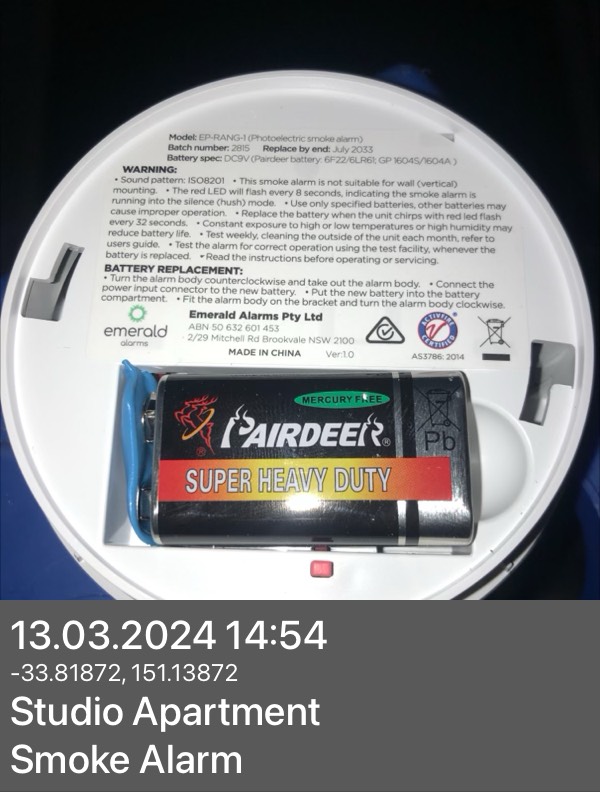 Model: EP-RANG-1 (Photoelectric smoke alarm)
Batch number: 2815 Replace by end: July 2033
Battery spec: DC9V (Pairdeer battery: 6F22/6LR61; GP 1604S/1604A )
WARNING:
• Sound pattern: ISO8201 • This smoke alarm is not suitable for wall (vertical)
mounting. • The red LED will flash every 8 seconds, indicating the smoke alarm is
running into the silence (hush) mode. • Use only specified batteries, other batteries may
cause improper operation. • Replace the battery when the unit chirps with red led flash
every 32 seconds. • Constant exposure to high or low temperatures or high humidity may
reduce battery life. • Test weekly, cleaning the outside of the unit each month, refer to
users guide. • Test the alarm for correct operation using the test facility, whenever the
battery is replaced. • Read the instructions before operating or servicing.
BATTERY REPLACEMENT:
• Turn the alarm body counterclockwise and take out the alarm body. • Connect the
power input connector to the new battery. • Put the new battery into the battery
compartment. • Fit the alarm body on the bracket and turn the alarm body clockwise.
emerald
alarms
Emerald Alarms Pty Ltd
ABN 50 632 601 453
2/29 Mitchell Rd Brookvale NSW 2100
MADE IN CHINA Ver:1.0
ACTIVFIRE
CERTIFIED
AS3786: 2014
MERCURY FREE
PAIRDEER®
Pb
SUPER HEAVY DUTY
13.03.2024 14:54
-33.81872, 151.13872
Studio Apartment
Smoke Alarm